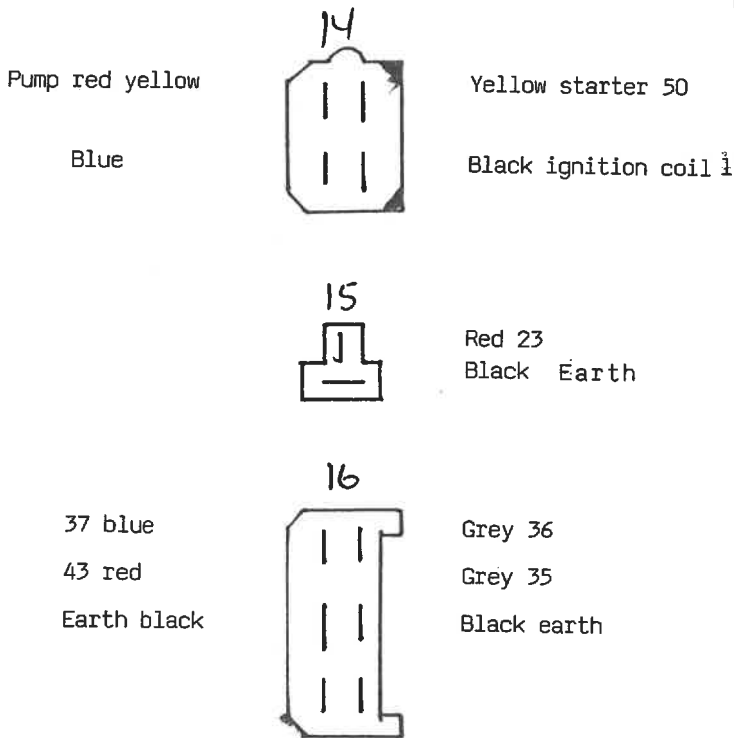 14
Pump red yellow
Yellow starter 50
Blue
Black ignition coil
15
Red 23
Black Earth
16
37 blue
Grey 36
43 red
Grey 35
Earth black
Black earth